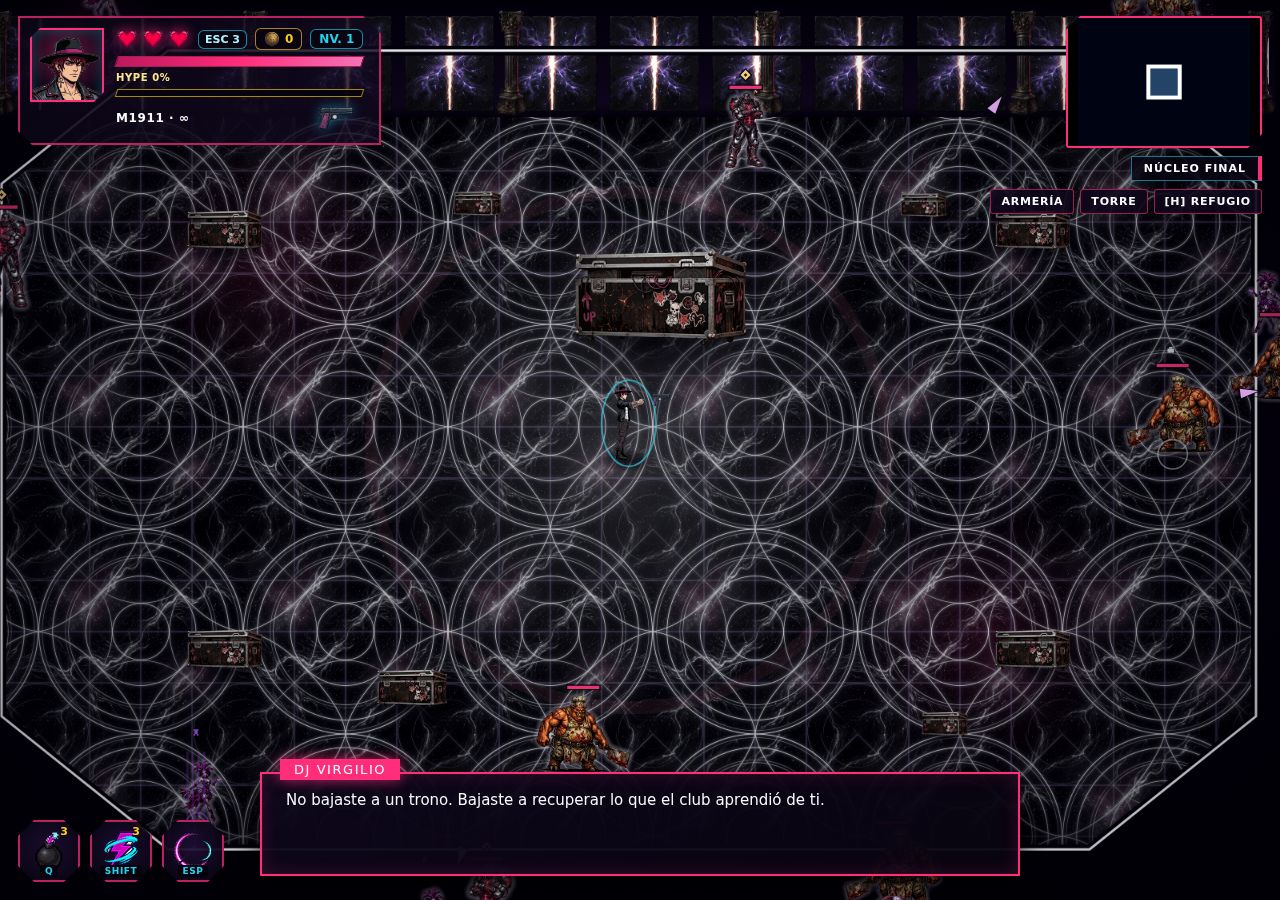 ESC 3
0
NV. 1
HYPE 0%
M1911 · ∞
NÚCLEO FINAL
ARMERÍA
TORRE
[H] REFUGIO
UP
UP
DJ VIRGILIO
No bajaste a un trono. Bajaste a recuperar lo que el club aprendió de ti.
3
Q
3
SHIFT
ESP